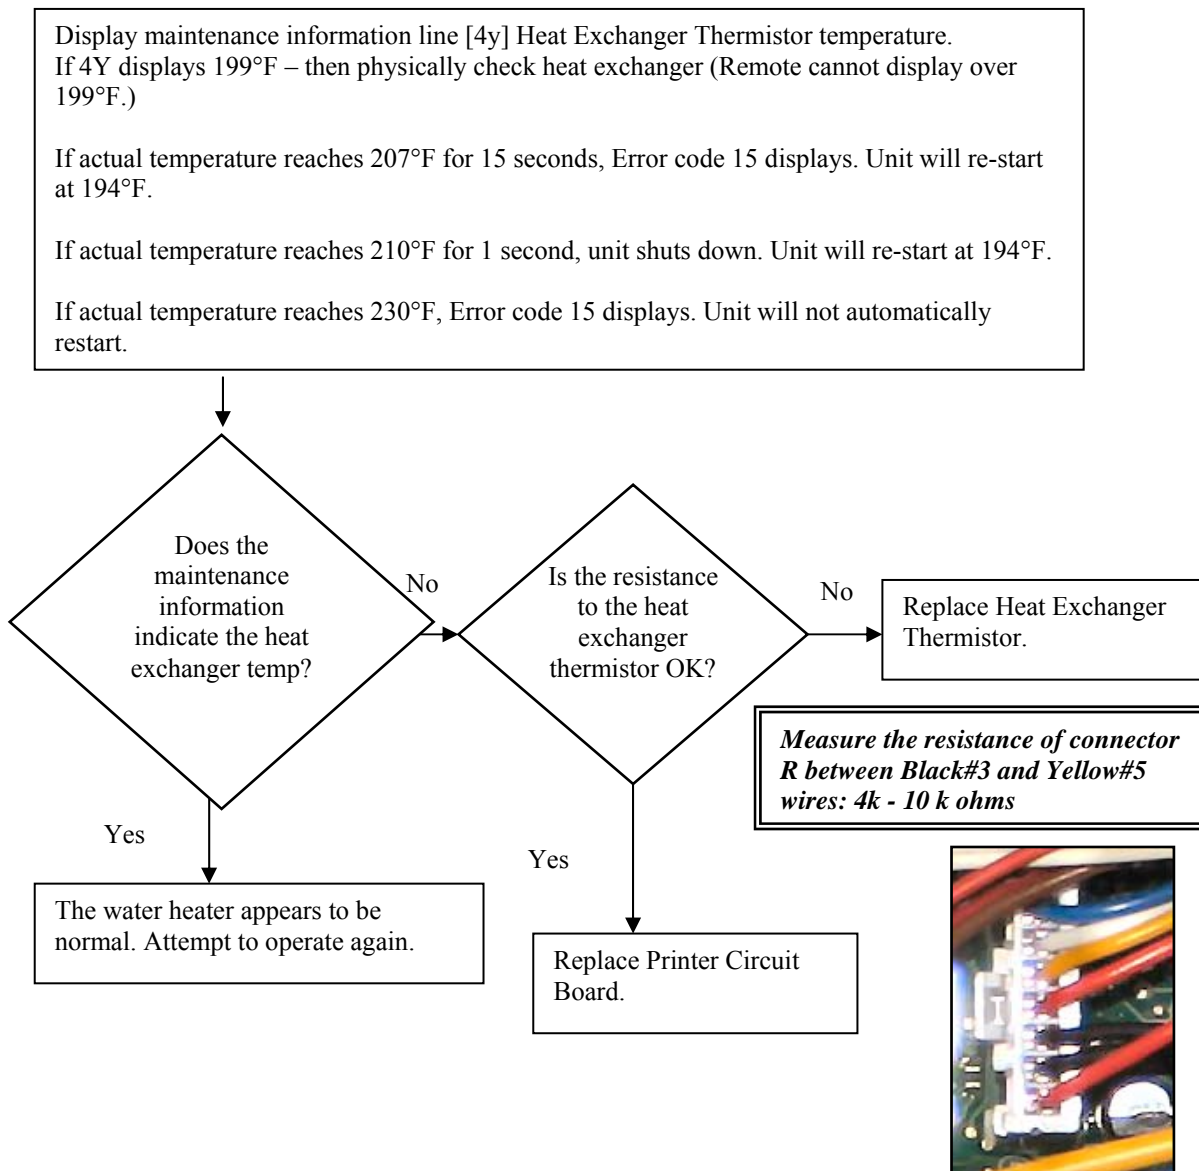 Display maintenance information line [4y] Heat Exchanger Thermistor temperature.
If 4Y displays 199°F – then physically check heat exchanger (Remote cannot display over
199°F.)
If actual temperature reaches 207°F for 15 seconds, Error code 15 displays. Unit will re-start
at 194°F.
If actual temperature reaches 210°F for 1 second, unit shuts down. Unit will re-start at 194°F.
If actual temperature reaches 230°F, Error code 15 displays. Unit will not automatically
restart.
Does the
maintenance
information
indicate the heat
exchanger temp?
No
Is the resistance
to the heat
exchanger
thermistor OK?
No
Replace Heat Exchanger
Thermistor.
Measure the resistance of connector
R between Black#3 and Yellow#5
wires: 4k - 10 k ohms
Yes
The water heater appears to be
normal. Attempt to operate again.
Yes
Replace Printer Circuit
Board.